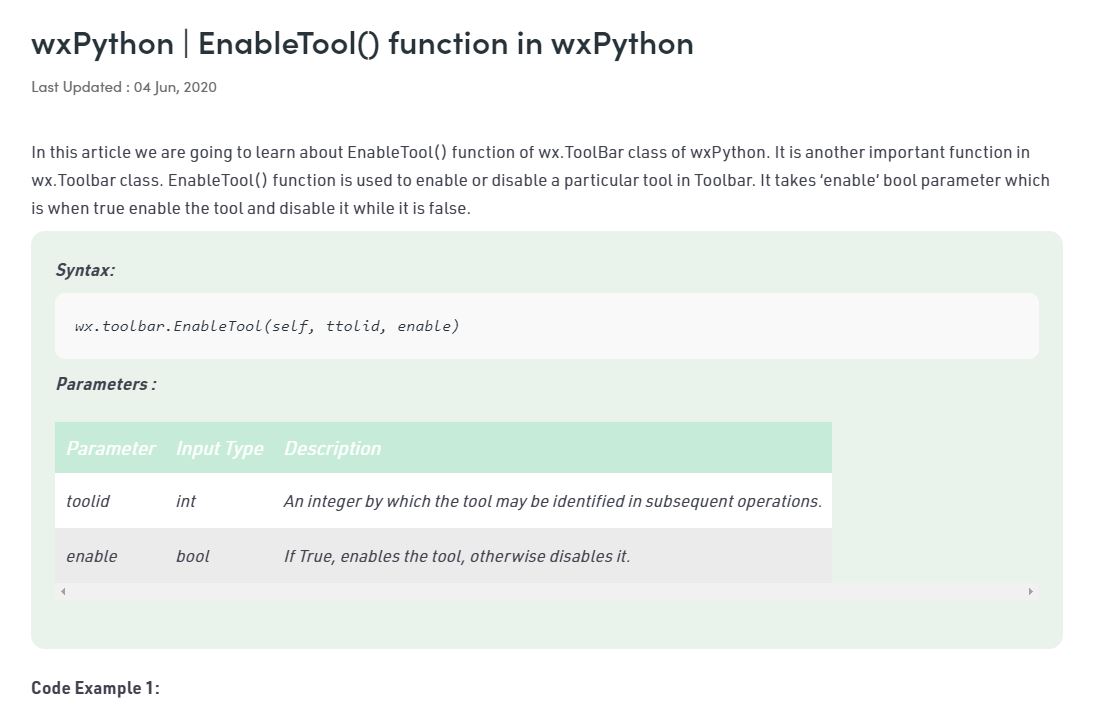 wxPython | EnableTool() function in wxPython
Last Updated : 04 Jun, 2020
In this article we are going to learn about EnableTool() function of wx.ToolBar class of wxPython. It is another important function in
wx.Toolbar class. EnableTool() function is used to enable or disable a particular tool in Toolbar. It takes ‘enable’ bool parameter which
is when true enable the tool and disable it while it is false.
Syntax:
wx.toolbar.EnableTool(self, ttolid, enable)
Parameters :
Parameter Input Type Description
toolid int An integer by which the tool may be identified in subsequent operations.
enable bool If True, enables the tool, otherwise disables it.
Code Example 1: